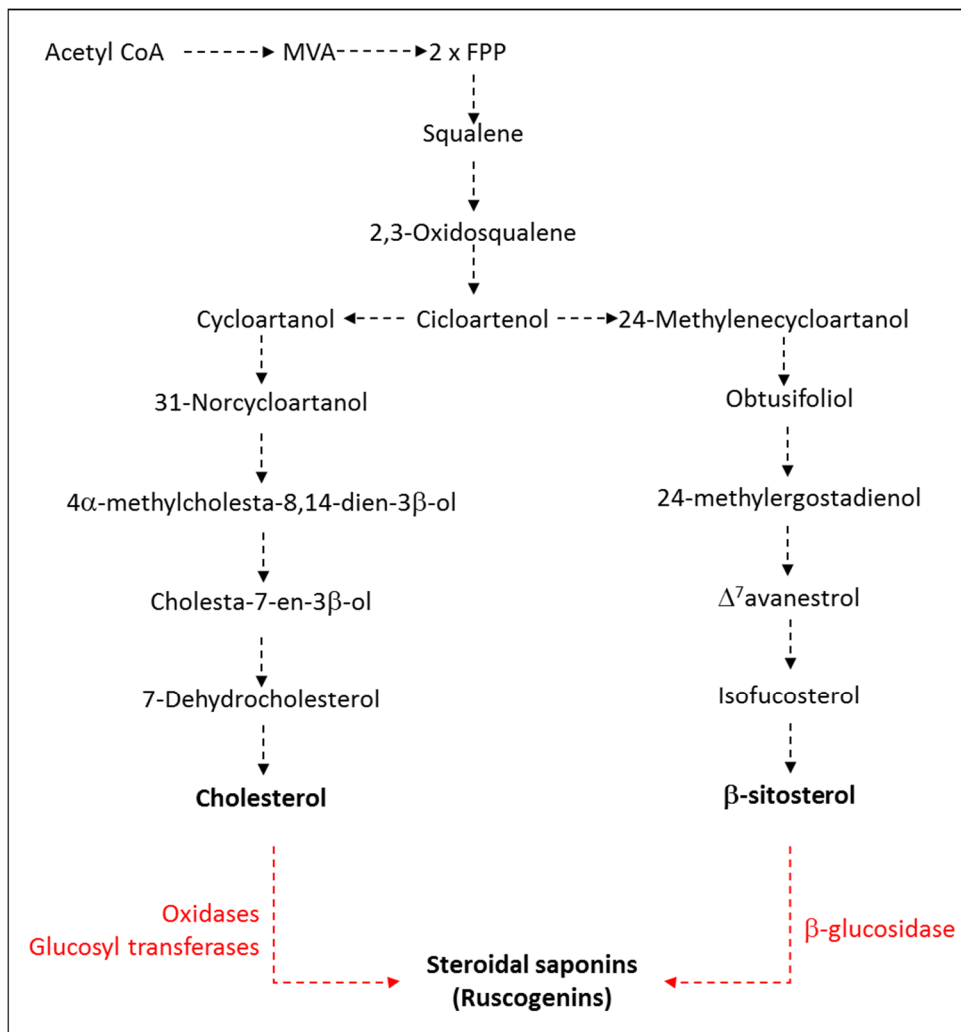 Acetyl CoA MVA 2 x FPP
Squalene
2,3-Oxidosqualene
Cycloartanol Cicloartenol 24-Methylenecycloartanol
31-Norcycloartanol Obtusifoliol
4α-methylcholesta-8,14-dien-3β-ol 24-methylergostadienol
Cholesta-7-en-3β-ol Δ⁷avanestrol
7-Dehydrocholesterol Isofucosterol
Cholesterol β-sitosterol
Oxidases β-glucosidase
Glucosyl transferases
Steroidal saponins
(Ruscogenins)